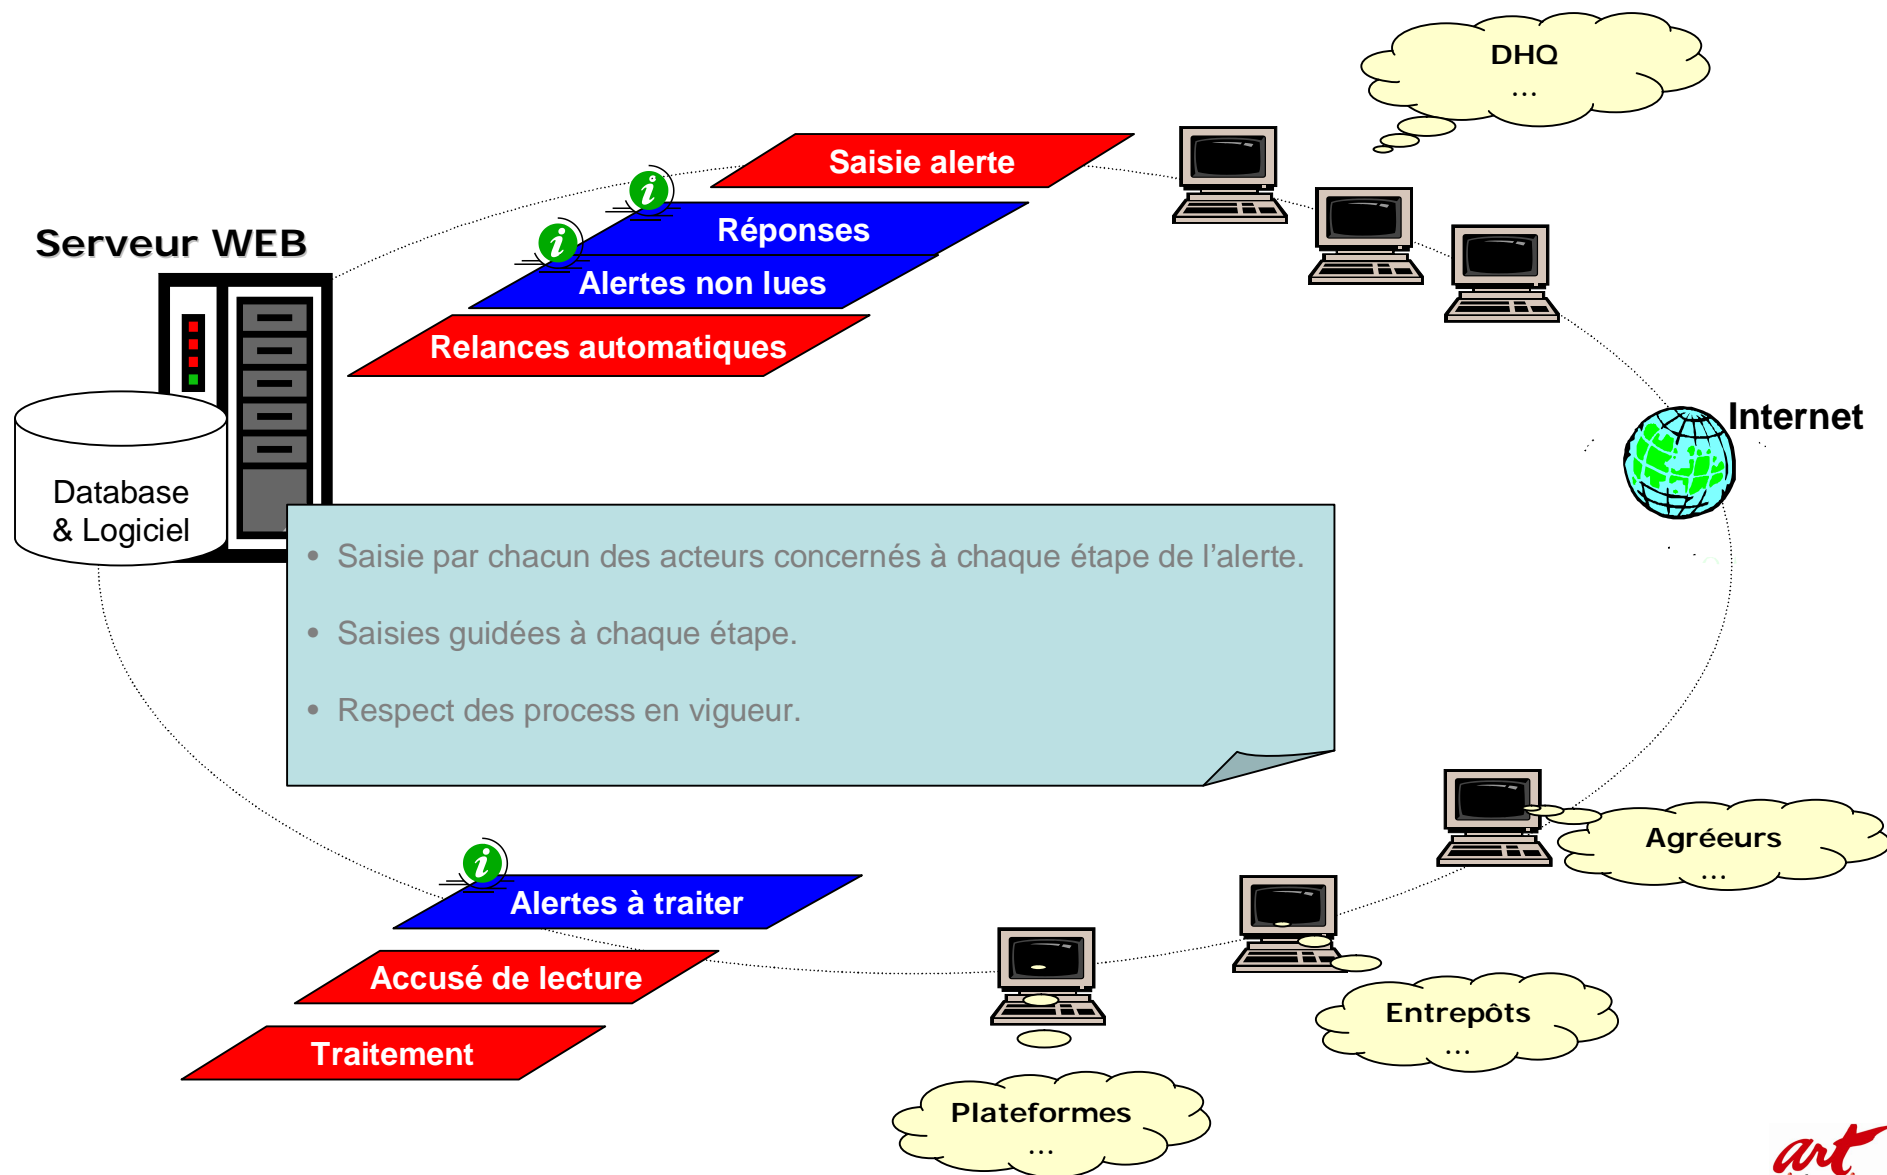 DHQ
...
Saisie alerte
Réponses
Serveur WEB
Alertes non lues
Relances automatiques
Internet
Database
& Logiciel
• Saisie par chacun des acteurs concernés à chaque étape de l’alerte.
• Saisies guidées à chaque étape.
• Respect des process en vigueur.
Agréeurs
...
Alertes à traiter
Accusé de lecture
Entrepôts
...
Traitement
Plateformes
...
art